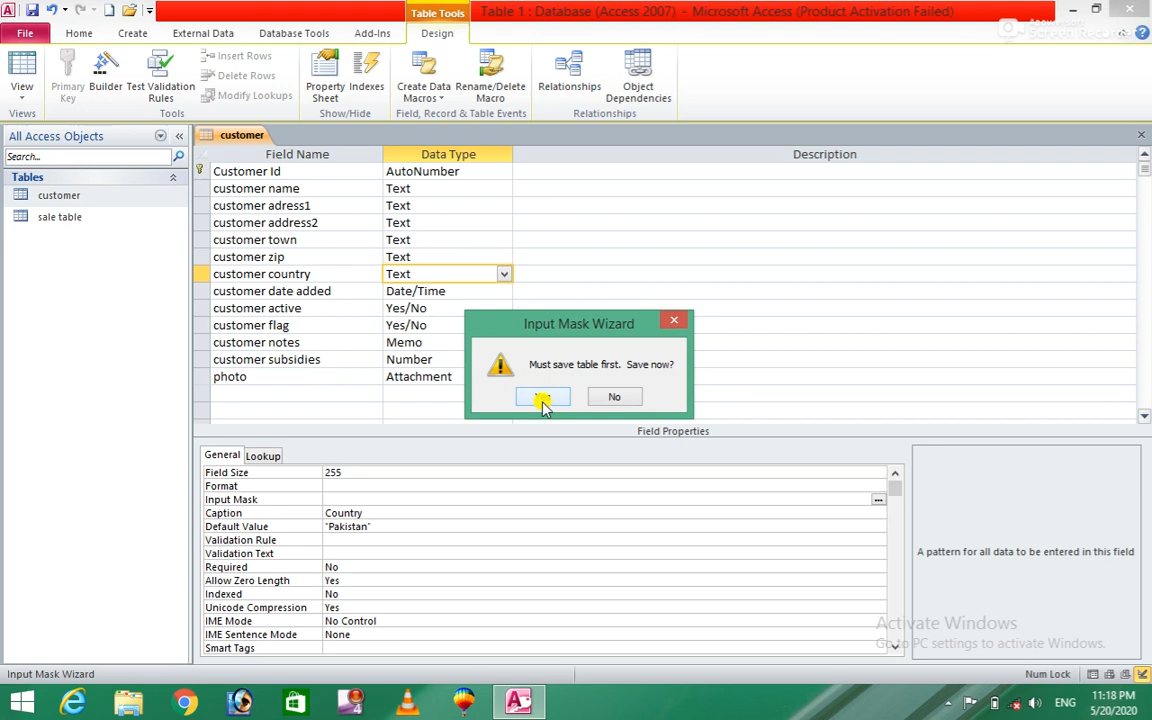 Table Tools
Table 1 : Database (Access 2007) - Microsoft Access (Product Activation Failed)
File Home Create External Data Database Tools Add-Ins Design
View
Primary Key
Builder
Test Validation Rules
Insert Rows
Delete Rows
Modify Lookups
Property Sheet
Indexes
Create Data Macros
Rename/Delete Macro
Relationships
Object Dependencies
Views Tools Show/Hide Field, Record & Table Events Relationships
All Access Objects
Search...
Tables
customer
sale table
customer
Field Name Data Type Description
Customer Id AutoNumber
customer name Text
customer adress1 Text
customer address2 Text
customer town Text
customer zip Text
customer country Text
customer date added Date/Time
customer active Yes/No
customer flag Yes/No
customer notes Memo
customer subsidies Number
photo Attachment
Input Mask Wizard
Must save table first. Save now?
No
Field Properties
General Lookup
Field Size 255
Format
Input Mask
Caption Country
Default Value "Pakistan"
Validation Rule
Validation Text
Required No
Allow Zero Length Yes
Indexed No
Unicode Compression Yes
IME Mode No Control
IME Sentence Mode None
Smart Tags
A pattern for all data to be entered in this field
Activate Windows
Go to PC settings to activate Windows.
Input Mask Wizard
Num Lock
ENG
11:18 PM
5/20/2020